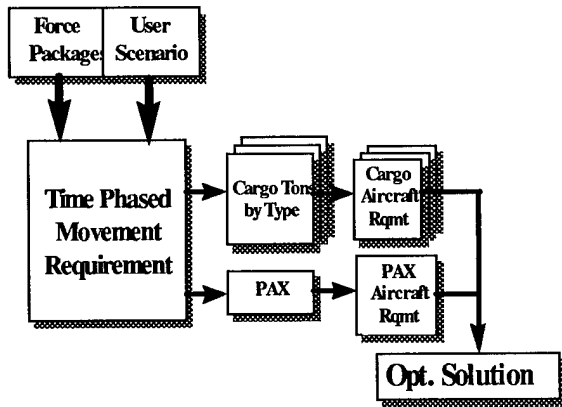 Force
Packages
User
Scenario
Time Phased
Movement
Requirement
Cargo Tons
by Type
Cargo
Aircraft
Rqmt
PAX
PAX
Aircraft
Rqmt
Opt. Solution